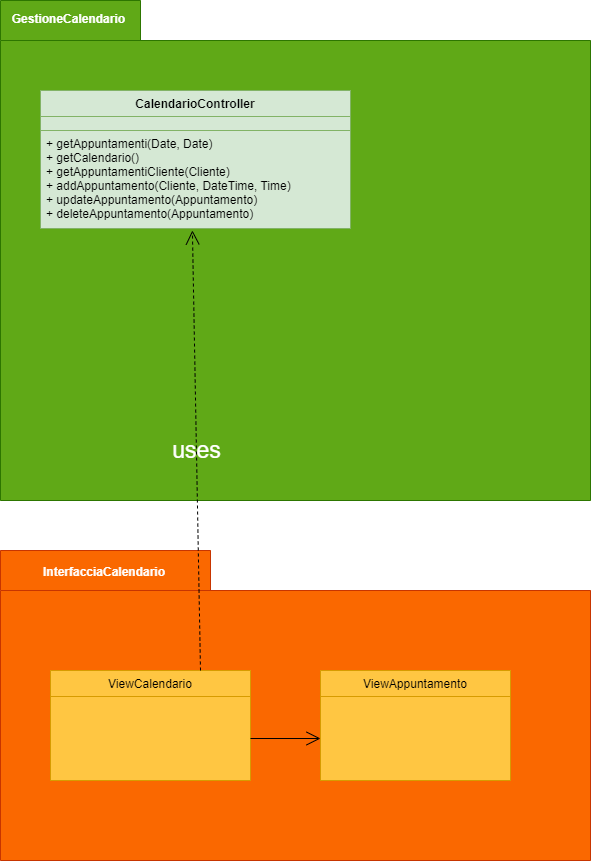 GestioneCalendario
CalendarioController
+ getAppuntamenti(Date, Date)
+ getCalendario()
+ getAppuntamentiCliente(Cliente)
+ addAppuntamento(Cliente, DateTime, Time)
+ updateAppuntamento(Appuntamento)
+ deleteAppuntamento(Appuntamento)
uses
InterfacciaCalendario
ViewCalendario
ViewAppuntamento